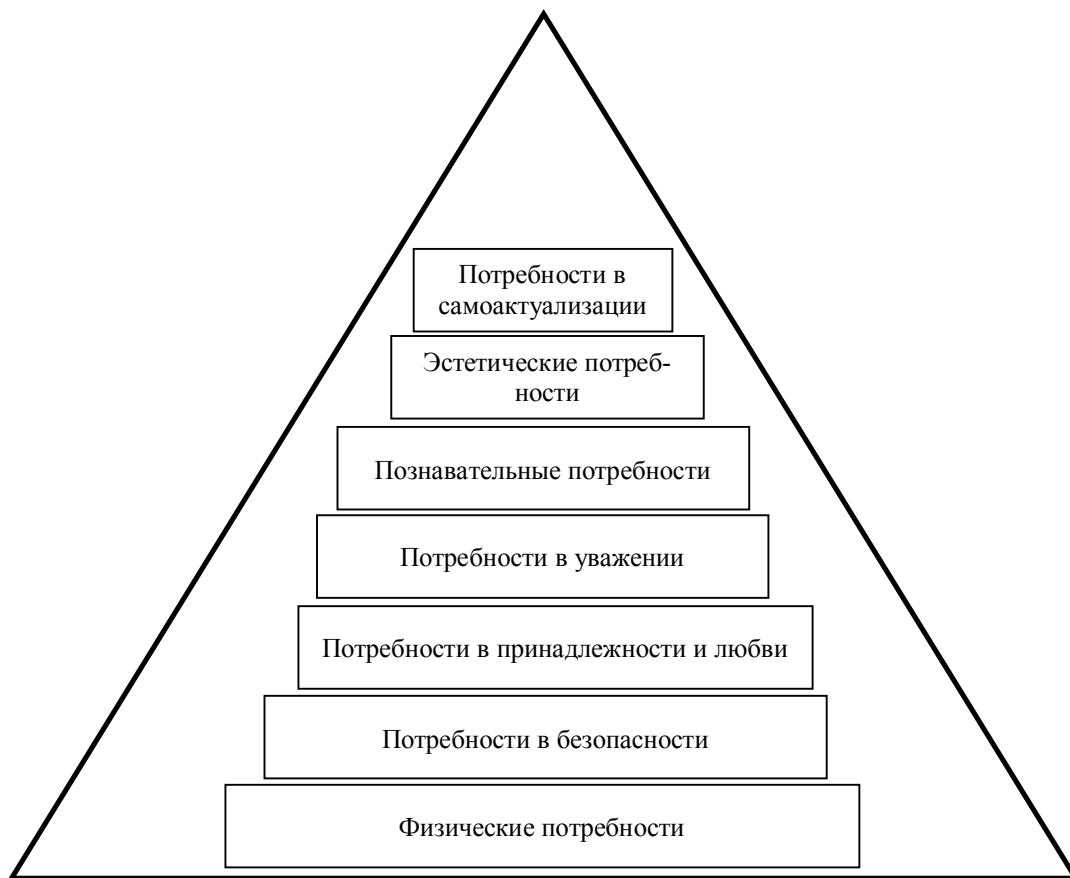 Потребности в
самоактуализации
Эстетические потреб-
ности
Познавательные потребности
Потребности в уважении
Потребности в принадлежности и любви
Потребности в безопасности
Физические потребности